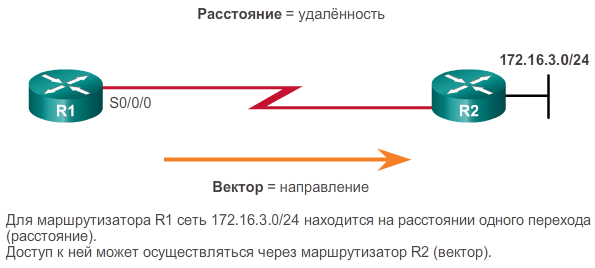 Расстояние = удалённость
172.16.3.0/24
S0/0/0
R1
R2
Вектор = направление
Для маршрутизатора R1 сеть 172.16.3.0/24 находится на расстоянии одного перехода
(расстояние).
Доступ к ней может осуществляться через маршрутизатор R2 (вектор).